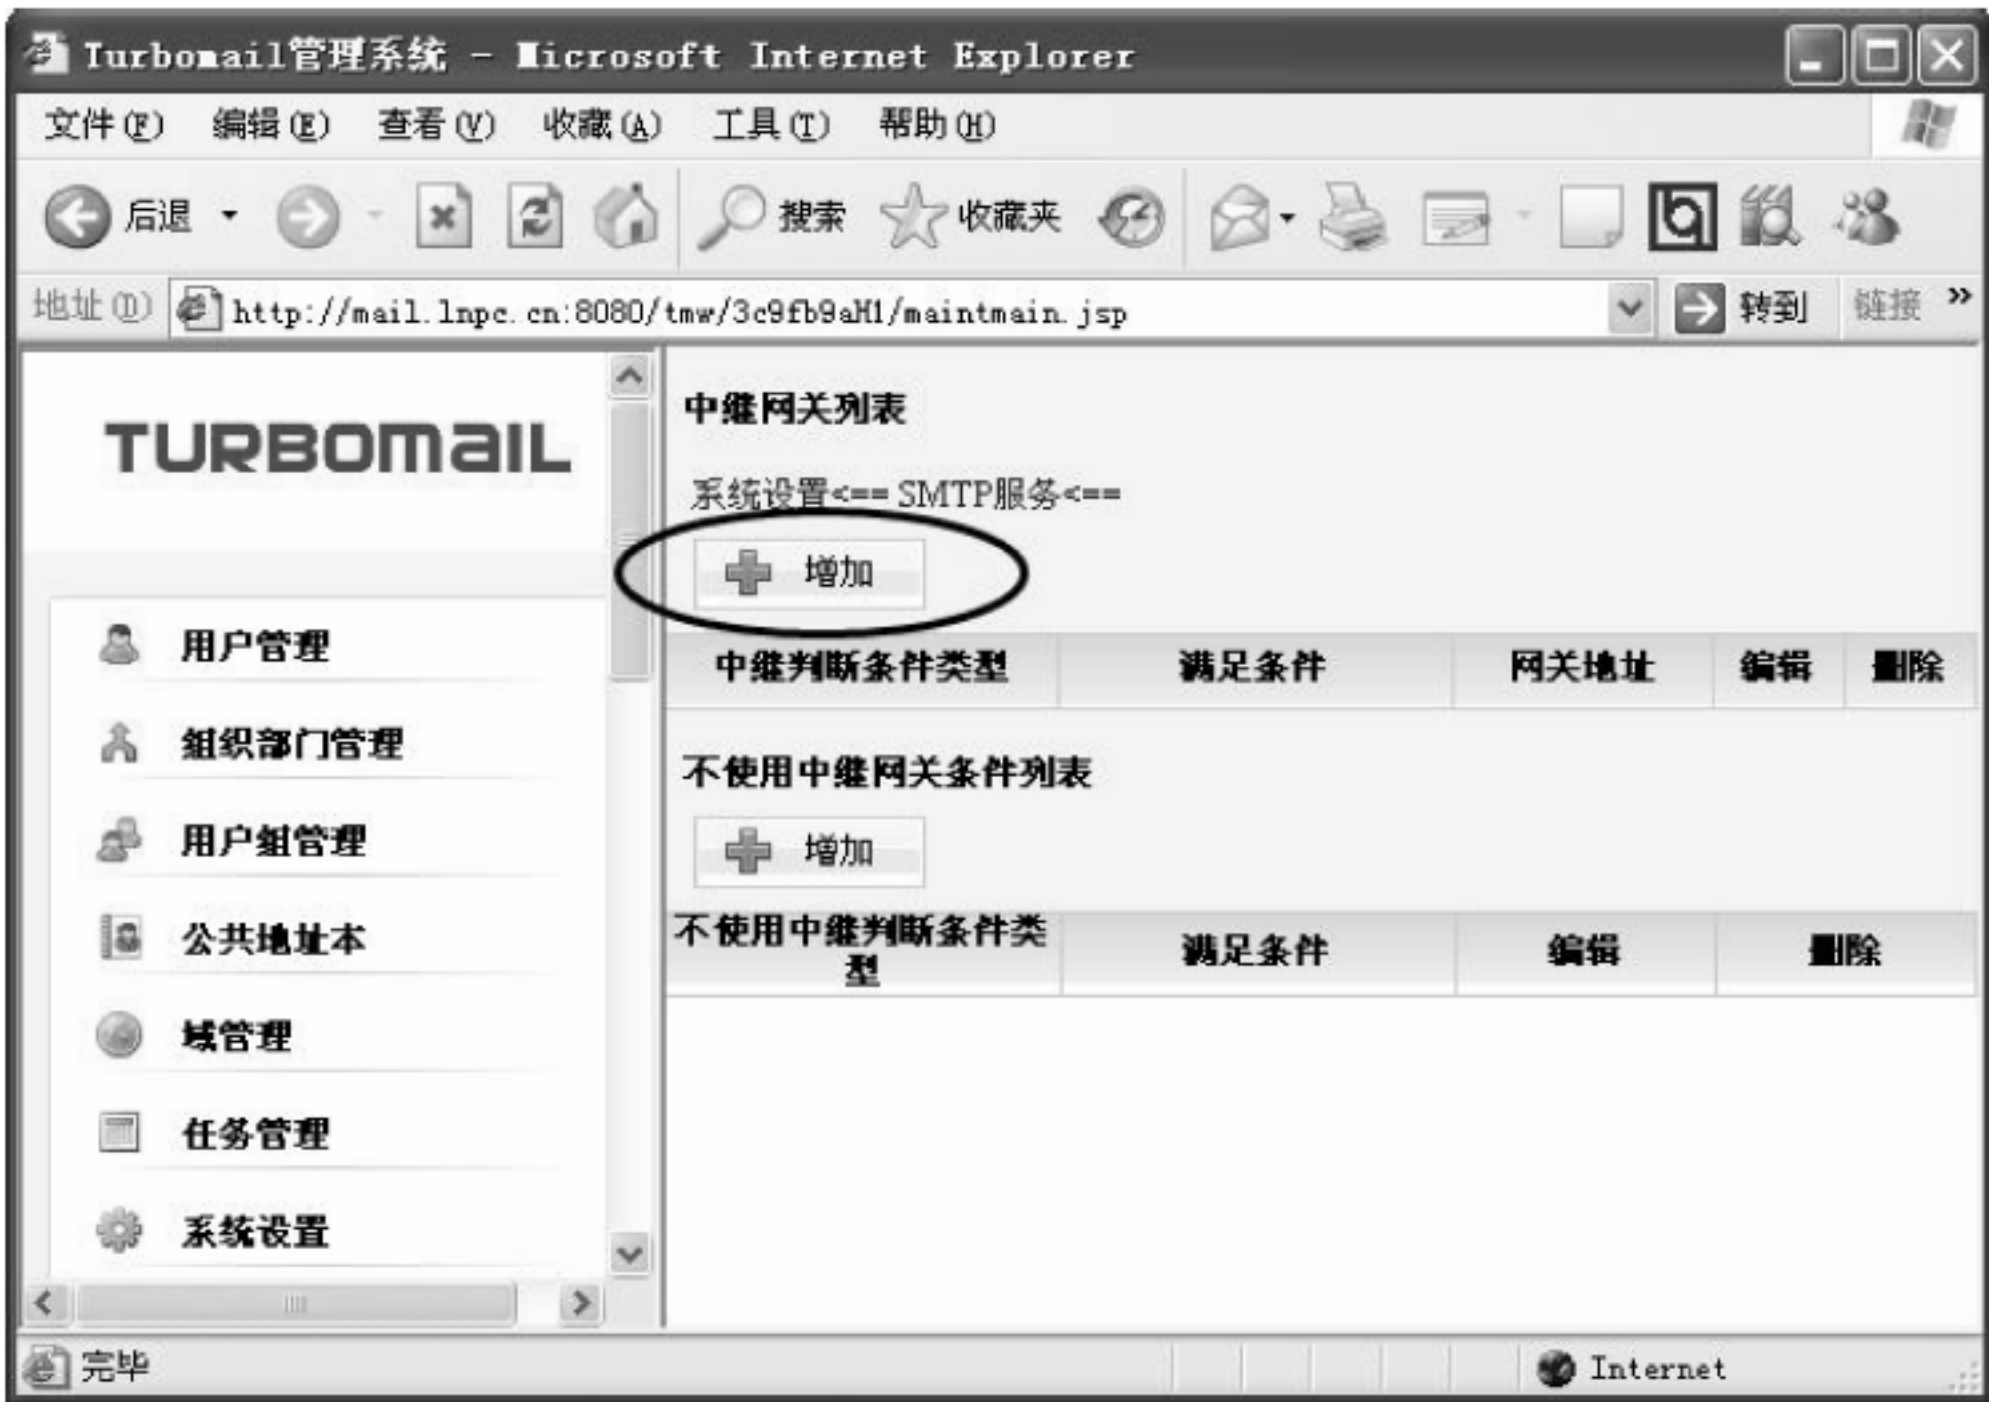 Turbomail管理系统 - Microsoft Internet Explorer
文件(F) 编辑(E) 查看(V) 收藏(A) 工具(T) 帮助(H)
后退 搜索 收藏夹
地址(D) http://mail.lnpc.cn:8080/tmw/3c9fb9aM1/maintmain.jsp 转到 链接 »
TURBOmaIL
用户管理
组织部门管理
用户组管理
公共地址本
域管理
任务管理
系统设置
中继网关列表
系统设置<== SMTP服务<==
增加
中继判断条件类型 满足条件 网关地址 编辑 删除
不使用中继网关条件列表
增加
不使用中继判断条件类
型 满足条件 编辑 删除
完毕 Internet